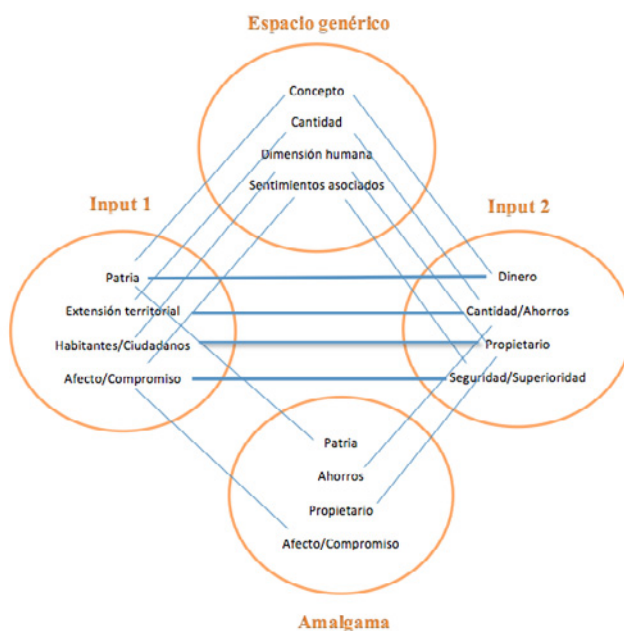 Espacio genérico
Concepto
Cantidad
Dimensión humana
Sentimientos asociados
Input 1
Input 2
Patria
Extensión territorial
Habitantes/Ciudadanos
Afecto/Compromiso
Dinero
Cantidad/Ahorros
Propietario
Seguridad/Superioridad
Patria
Ahorros
Propietario
Afecto/Compromiso
Amalgama